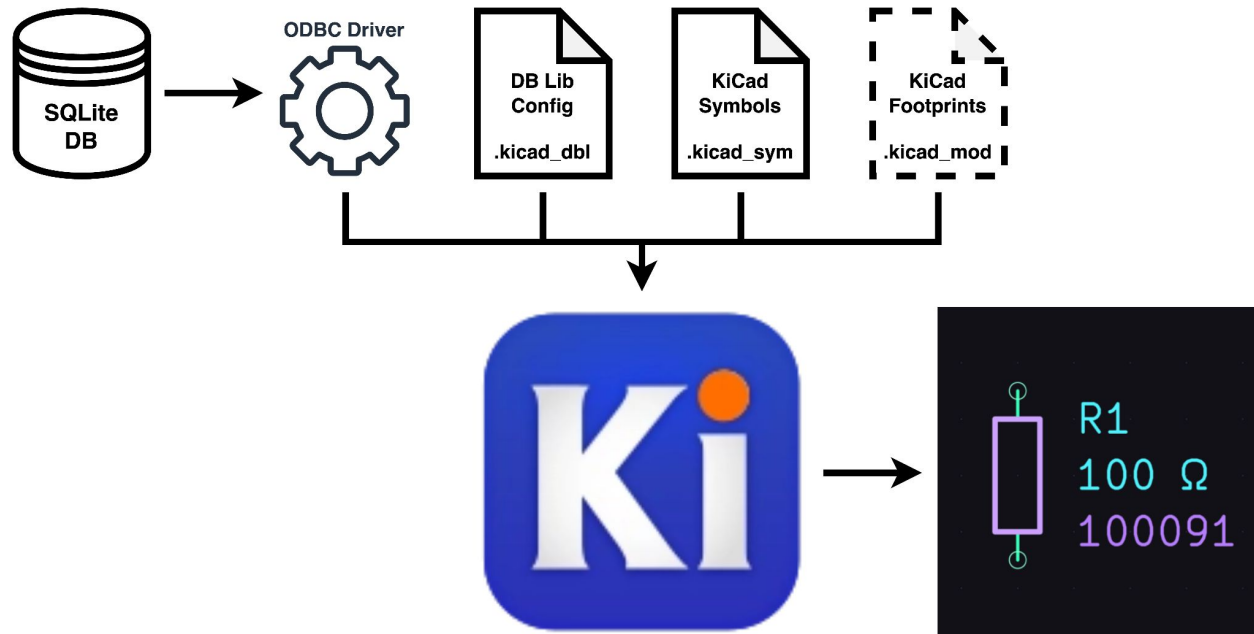 ODBC Driver
SQLite
DB
DB Lib
Config
.kicad_dbl
KiCad
Symbols
.kicad_sym
KiCad
Footprints
.kicad_mod
Ki
R1
100 Ω
100091